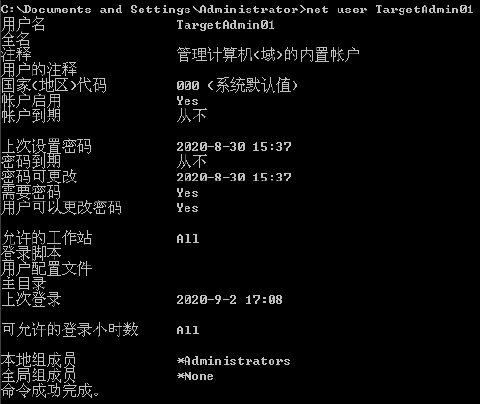 C:\Documents and Settings\Administrator>net user TargetAdmin01
用户名 TargetAdmin01
全名
注释 管理计算机(域)的内置帐户
用户的注释
国家(地区)代码 000 (系统默认值)
帐户启用 Yes
帐户到期 从不
上次设置密码 2020-8-30 15:37
密码到期 从不
密码可更改 2020-8-30 15:37
需要密码 Yes
用户可以更改密码 Yes
允许的工作站 All
登录脚本
用户配置文件
主目录
上次登录 2020-9-2 17:08
可允许的登录小时数 All
本地组成员 *Administrators
全局组成员 *None
命令成功完成。